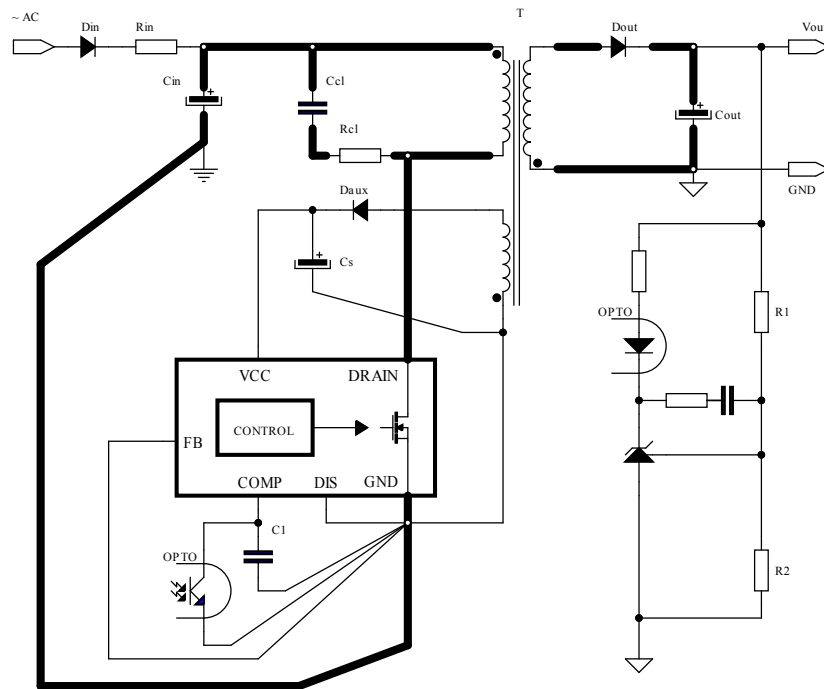 ~ AC
Din
Rin
T
Dout
Vou
Cin
+
Ccl
Rcl
+
Cout
GND
Daux
+
Cs
OPTO
R1
VCC
DRAIN
CONTROL
FB
COMP
DIS
GND
C1
OPTO
R2